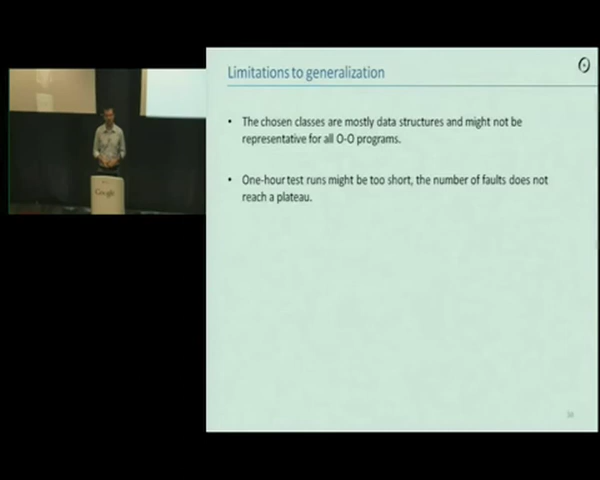 Limitations to generalization
• The chosen classes are mostly data structures and might not be
representative for all O-O programs.
• One-hour test runs might be too short, the number of faults does not
reach a plateau.
Google